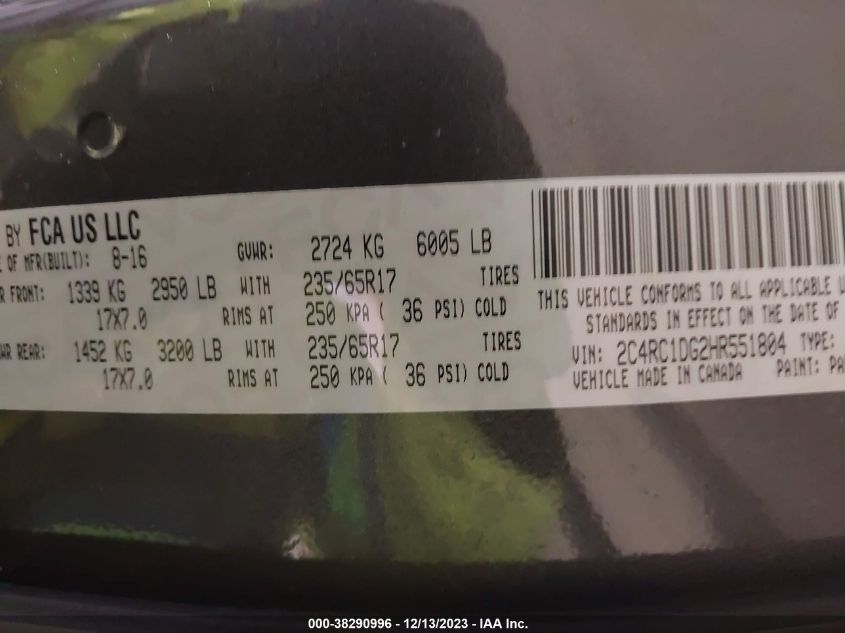 BY FCA US LLC
OF MFR(BUILT): 8-16 GVWR: 2724 KG 6005 LB
FRONT: 1339 KG 2950 LB WITH 235/65R17 TIRES
17X7.0 RIMS AT 250 KPA ( 36 PSI) COLD
REAR: 1452 KG 3200 LB WITH 235/65R17 TIRES
17X7.0 RIMS AT 250 KPA ( 36 PSI) COLD
THIS VEHICLE CONFORMS TO ALL APPLICABLE U
STANDARDS IN EFFECT ON THE DATE OF
VIN: 2C4RC1DG2HR551804 TYPE:
VEHICLE MADE IN CANADA PAINT: PA
000-38290996 - 12/13/2023 - IAA Inc.